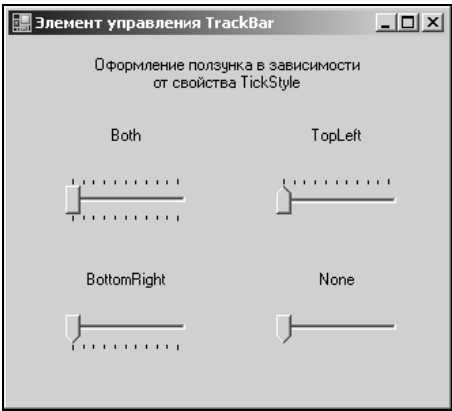 Элемент управления TrackBar
Оформление ползунка в зависимости
от свойства TickStyle
Both
TopLeft
BottomRight
None